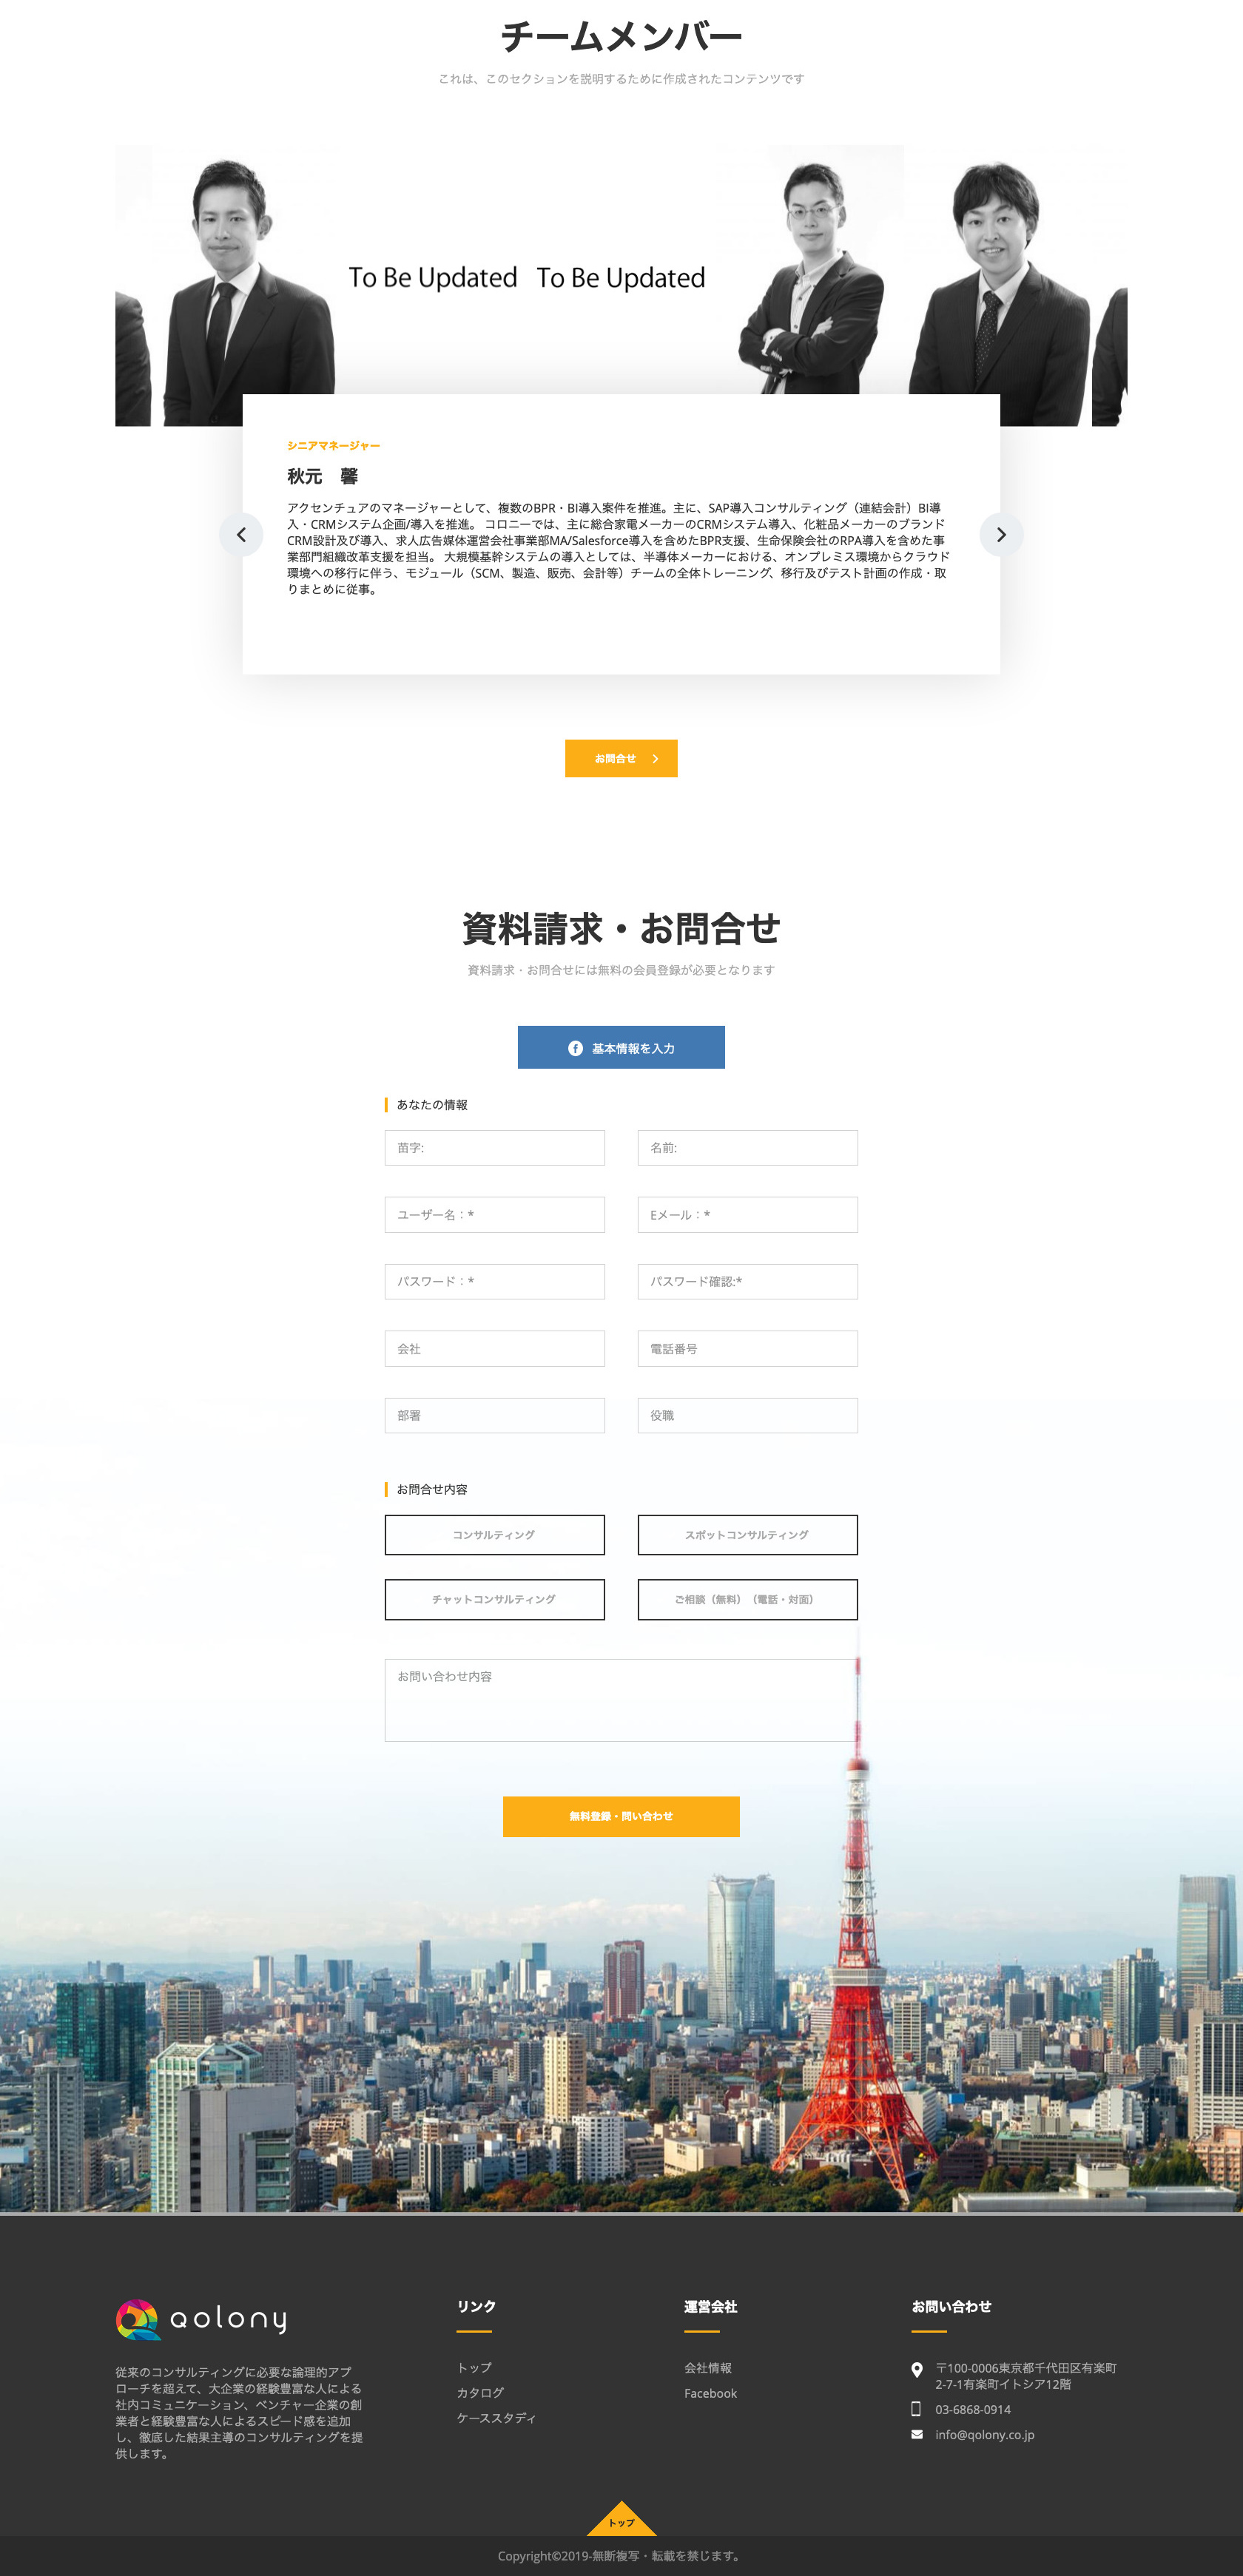 チームメンバー
これは、このセクションを説明するために作成されたコンテンツです
To Be Updated
To Be Updated
シニアマネージャー
秋元　馨
アクセンチュアのマネージャーとして、複数のBPR・BI導入案件を推進。主に、SAP導入コンサルティング（連結会計）BI導
入・CRMシステム企画/導入を推進。 コロニーでは、主に総合家電メーカーのCRMシステム導入、化粧品メーカーのブランド
CRM設計及び導入、求人広告媒体運営会社事業部MA/Salesforce導入を含めたBPR支援、生命保険会社のRPA導入を含めた事
業部門組織改革支援を担当。 大規模基幹システムの導入としては、半導体メーカーにおける、オンプレミス環境からクラウド
環境への移行に伴う、モジュール（SCM、製造、販売、会計等）チームの全体トレーニング、移行及びテスト計画の作成・取
りまとめに従事。
お問合せ
資料請求・お問合せ
資料請求・お問合せには無料の会員登録が必要となります
基本情報を入力
あなたの情報
苗字:
名前:
ユーザー名：*
Eメール：*
パスワード：*
パスワード確認:*
会社
電話番号
部署
役職
お問合せ内容
コンサルティング
スポットコンサルティング
チャットコンサルティング
ご相談（無料）（電話・対面）
お問い合わせ内容
無料登録・問い合わせ
qolony
従来のコンサルティングに必要な論理的アプ
ローチを超えて、大企業の経験豊富な人による
社内コミュニケーション、ベンチャー企業の創
業者と経験豊富な人によるスピード感を追加
し、徹底した結果主導のコンサルティングを提
供します。
リンク
トップ
カタログ
ケーススタディ
運営会社
会社情報
Facebook
お問い合わせ
〒100-0006東京都千代田区有楽町
2-7-1有楽町イトシア12階
03-6868-0914
info@qolony.co.jp
トップ
Copyright©2019-無断複写・転載を禁じます。